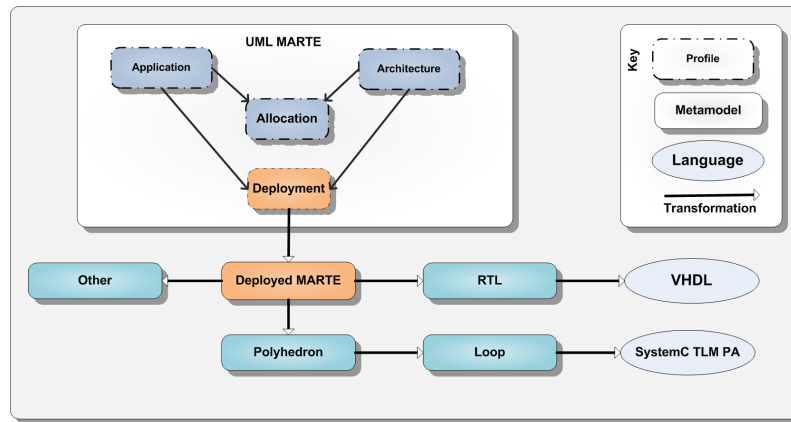 UML MARTE
Application
Architecture
Allocation
Deployment
Key
Profile
Metamodel
Language
Transformation
Other
Deployed MARTE
RTL
VHDL
Polyhedron
Loop
SystemC TLM PA